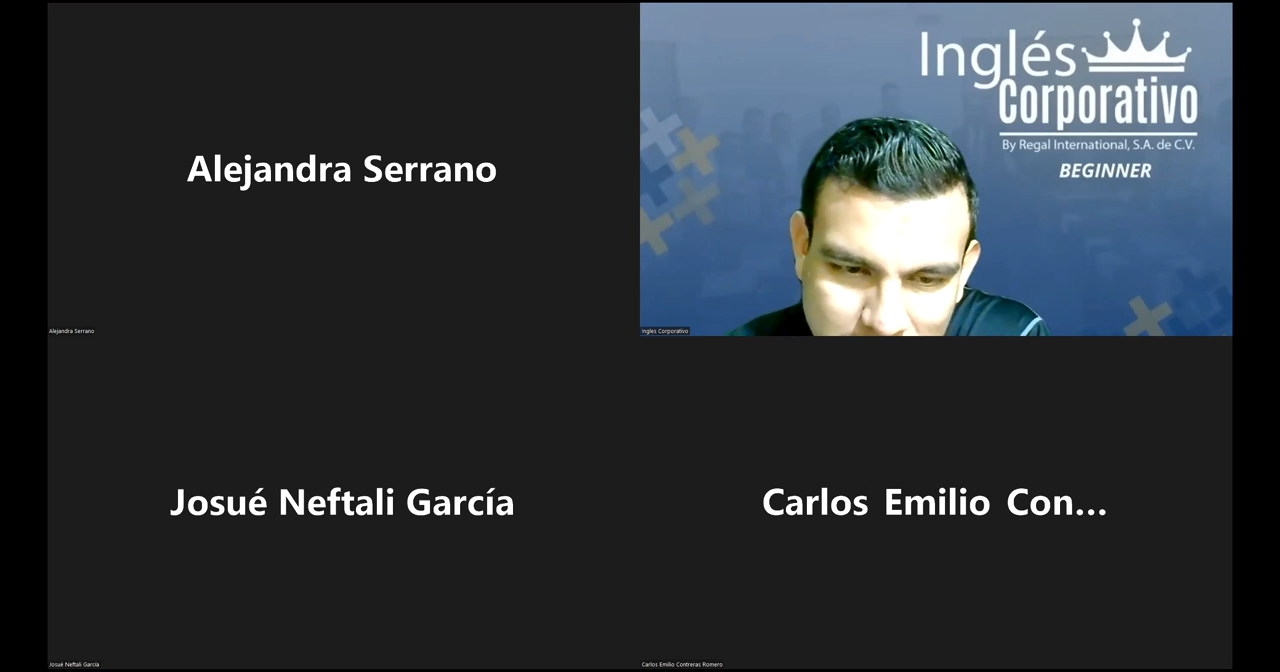 Alejandra Serrano
Alejandra Serrano
Inglés
Corporativo
By Regal International, S.A. de C.V.
BEGINNER
Ingles Corporativo
Josué Neftali García
Josué Neftali García
Carlos Emilio Con...
Carlos Emilio Contreras Romero